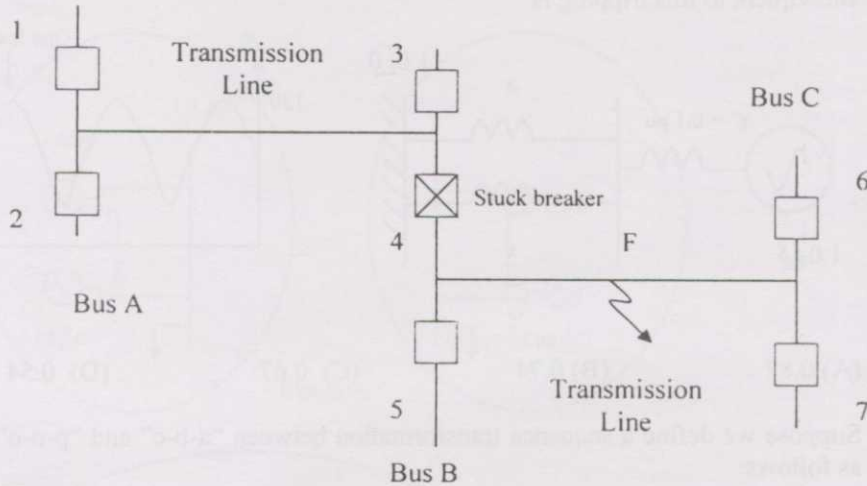 1
Transmission
Line
3
Bus C
6
2
Stuck breaker
4
F
Bus A
5
Transmission
Line
7
Bus B